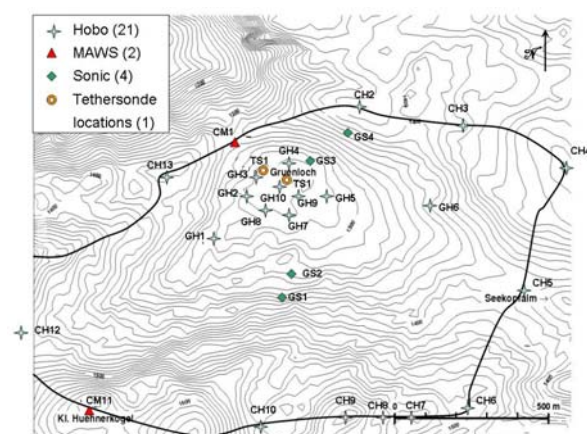 Hobo (21)
MAWS (2)
Sonic (4)
Tethersonde
locations (1)
CH2
CH3
GS4
CM1
CH4
GH4
GS3
CH13
TS1
Gruenloch
GH3
TS1
GH2
GH10
GH9
GH5
GH6
GH8
GH7
GH1
GS2
CH5
Seekopfalm →
GS1
CH12
CM11
Kl. Huehnerkogel
CH10
CH9
CH8
CH7
CH6
0
500 m